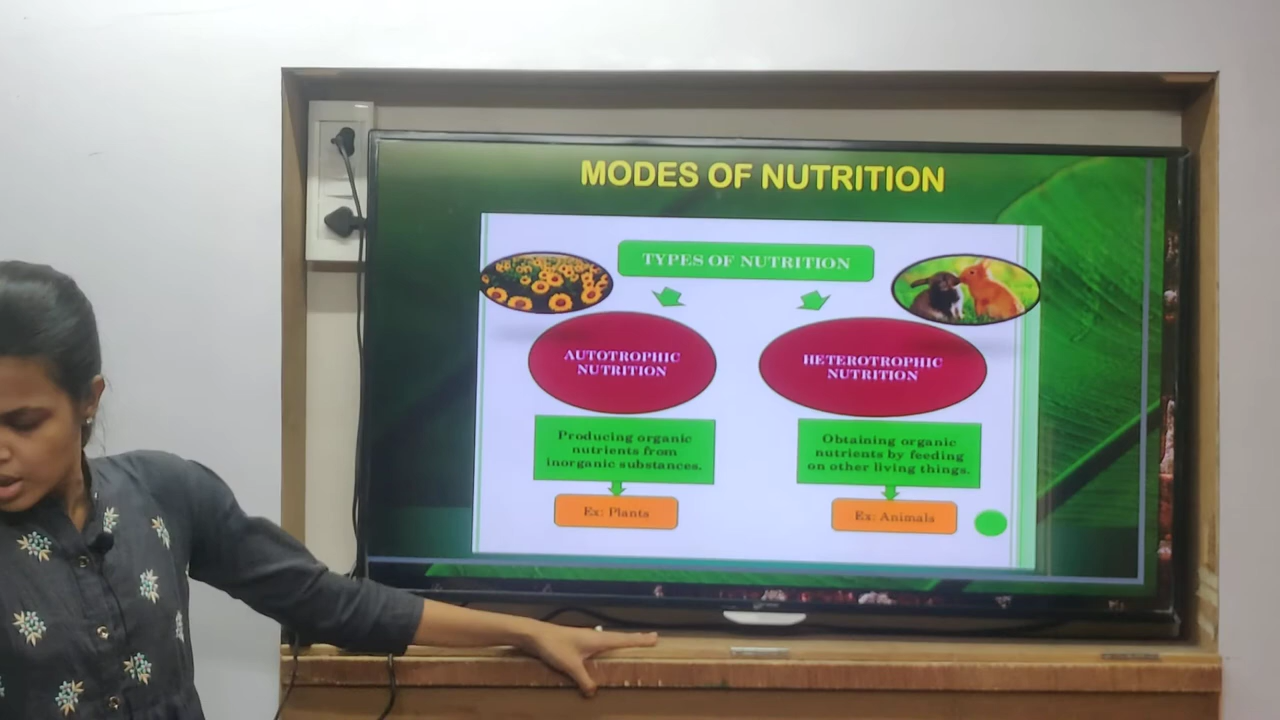 MODES OF NUTRITION
TYPES OF NUTRITION
AUTOTROPHIC
NUTRITION
Producing organic
nutrients from
inorganic substances.
Ex: Plants
HETEROTROPHIC
NUTRITION
Obtaining organic
nutrients by feeding
on other living things.
Ex: Animals